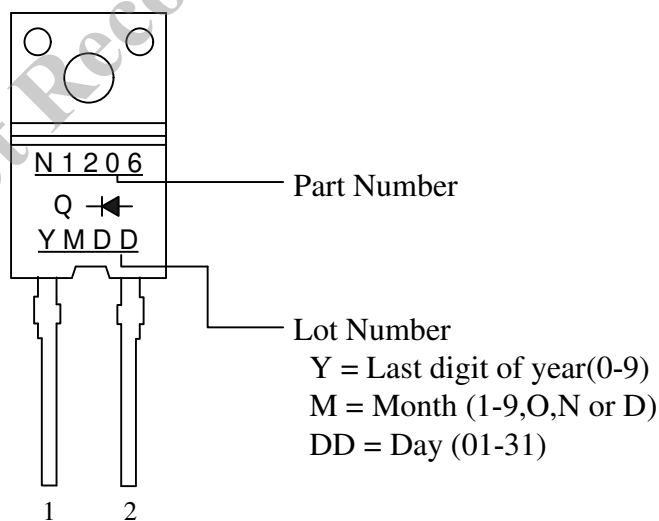 t Reco
N1206
Part Number
Q
YMDD
Lot Number
Y = Last digit of year(0-9)
M = Month (1-9,O,N or D)
DD = Day (01-31)
1 2